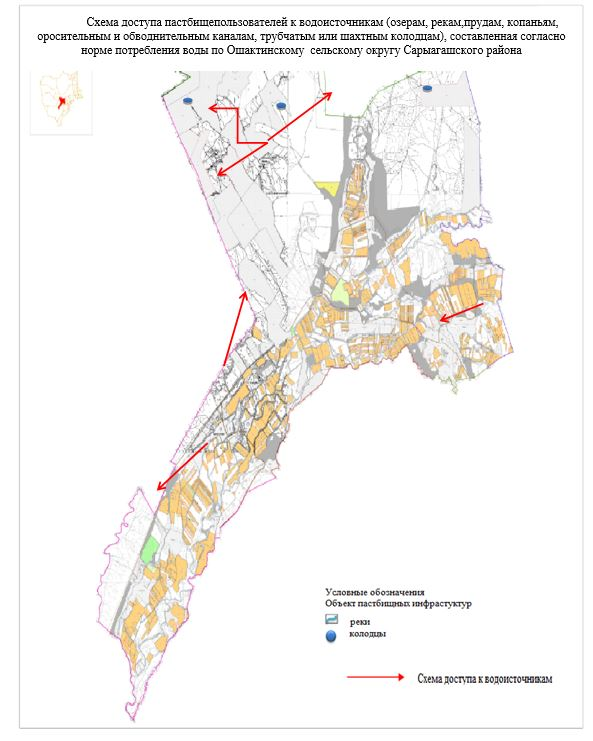 Схема доступа пастбищепользователей к водоисточникам (озерам, рекам,прудам, копаньям,
оросительным и обводнительным каналам, трубчатым или шахтным колодцам), составленная согласно
норме потребления воды по Ошактинскому сельскому округу Сарыагашского района
Условные обозначения
Объект пастбищных инфраструктур
реки
колодцы
Схема доступа к водоисточникам